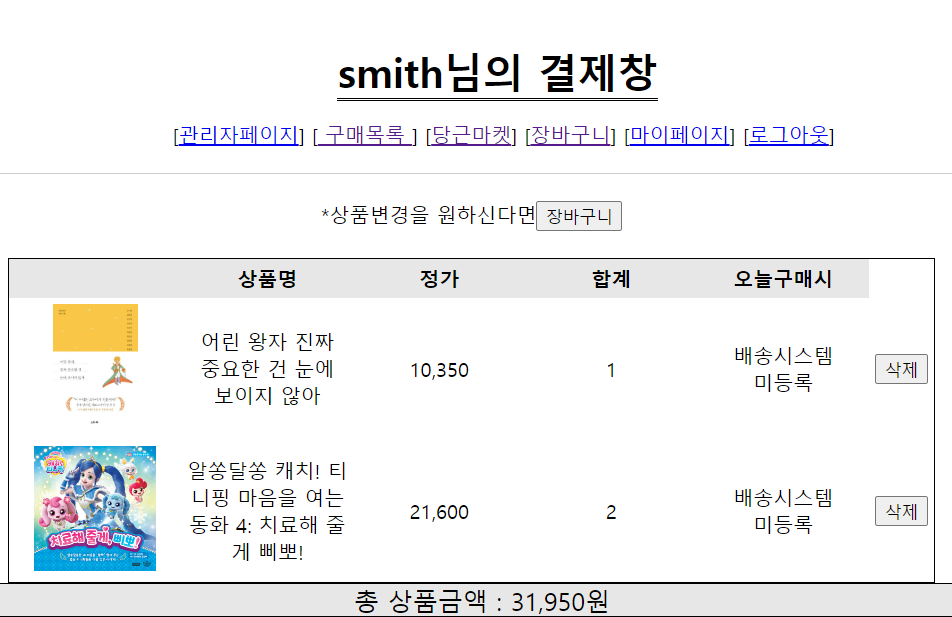 smith님의 결제창
[관리자페이지] [ 구매목록 ] [당근마켓] [장바구니] [마이페이지] [로그아웃]
*상품변경을 원하신다면 장바구니
상품명 정가 합계 오늘구매시
어린 왕자 진짜
중요한 건 눈에
보이지 않아
10,350
1
배송시스템
미등록
삭제
치료해 줄게, 삐뽀!
알쏭달쏭 캐치! 티
니핑 마음을 여는
동화 4: 치료해 줄
게 삐뽀!
21,600
2
배송시스템
미등록
삭제
총 상품금액 : 31,950원